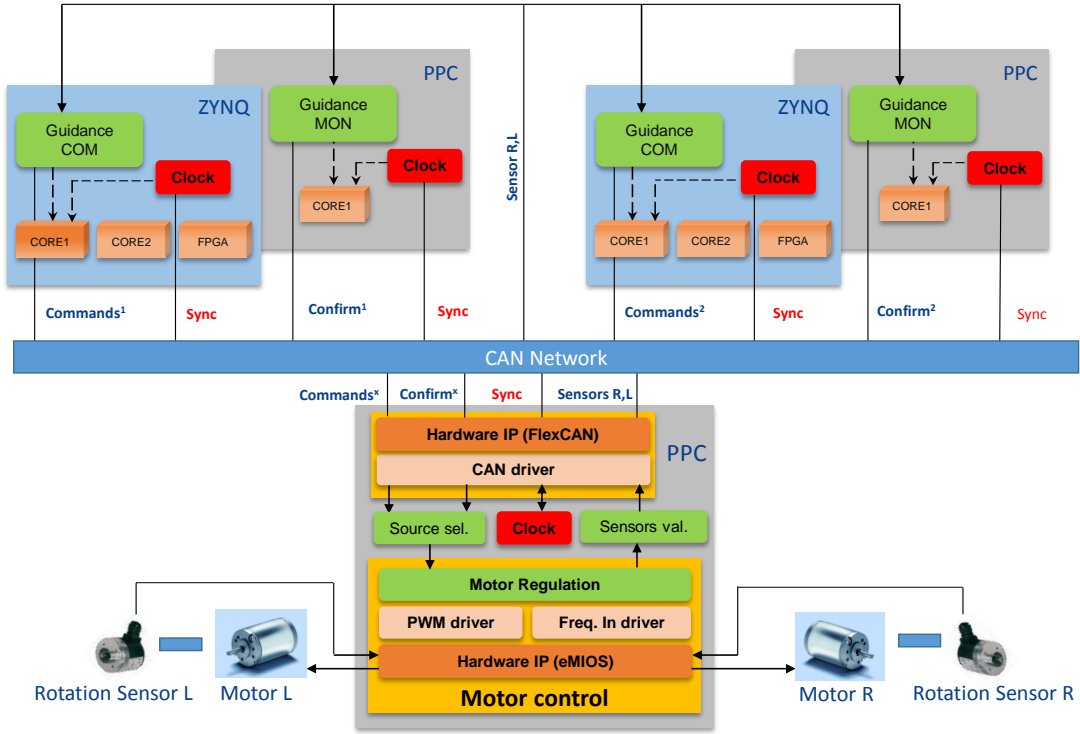 PPC
PPC
ZYNQ
ZYNQ
Guidance
COM
Guidance
MON
Guidance
COM
Guidance
MON
Clock
Clock
Clock
Clock
Sensor R,L
CORE1
CORE1
CORE1
CORE2
FPGA
CORE1
CORE2
FPGA
Commands¹
Sync
Confirm¹
Sync
Commands²
Sync
Confirm²
Sync
CAN Network
Commandsˣ
Confirmˣ
Sync
Sensors R,L
Hardware IP (FlexCAN)
PPC
CAN driver
Source sel.
Clock
Sensors val.
Motor Regulation
PWM driver
Freq. In driver
Hardware IP (eMIOS)
Motor control
Rotation Sensor L
Motor L
Motor R
Rotation Sensor R